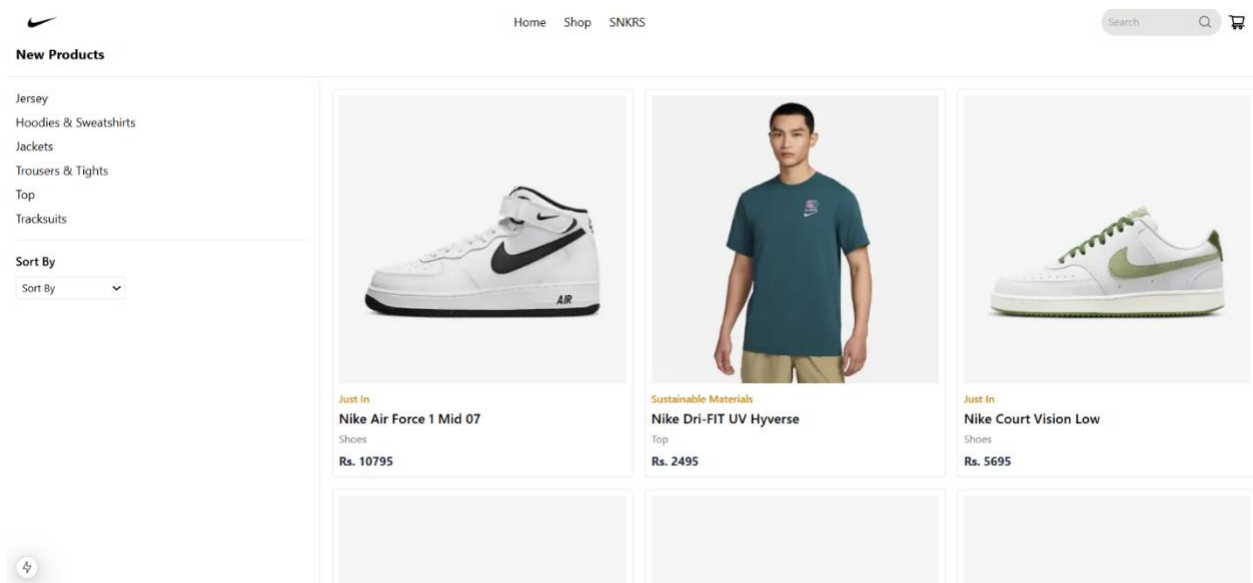 Home Shop SNKRS Search
New Products
Jersey
Hoodies & Sweatshirts
Jackets
Trousers & Tights
Top
Tracksuits
Sort By
Sort By
AIR
Just In
Nike Air Force 1 Mid 07
Shoes
Rs. 10795
Sustainable Materials
Nike Dri-FIT UV Hyverse
Top
Rs. 2495
Just In
Nike Court Vision Low
Shoes
Rs. 5695